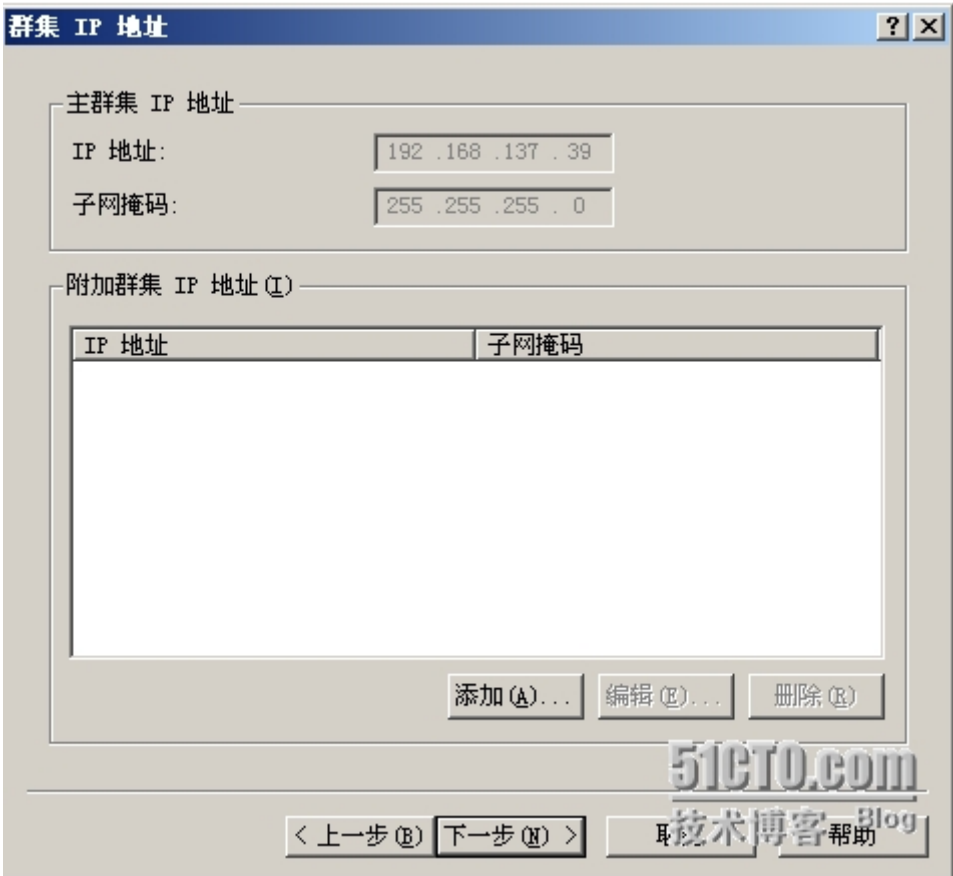 群集 IP 地址
主群集 IP 地址
IP 地址: 192 .168 .137 . 39
子网掩码: 255 .255 .255 . 0
附加群集 IP 地址(I)
IP 地址 子网掩码
添加(A)... 编辑(E)... 删除(R)
51CTO.com
< 上一步(B) 下一步(N) > 帮助
技术博客 Blog